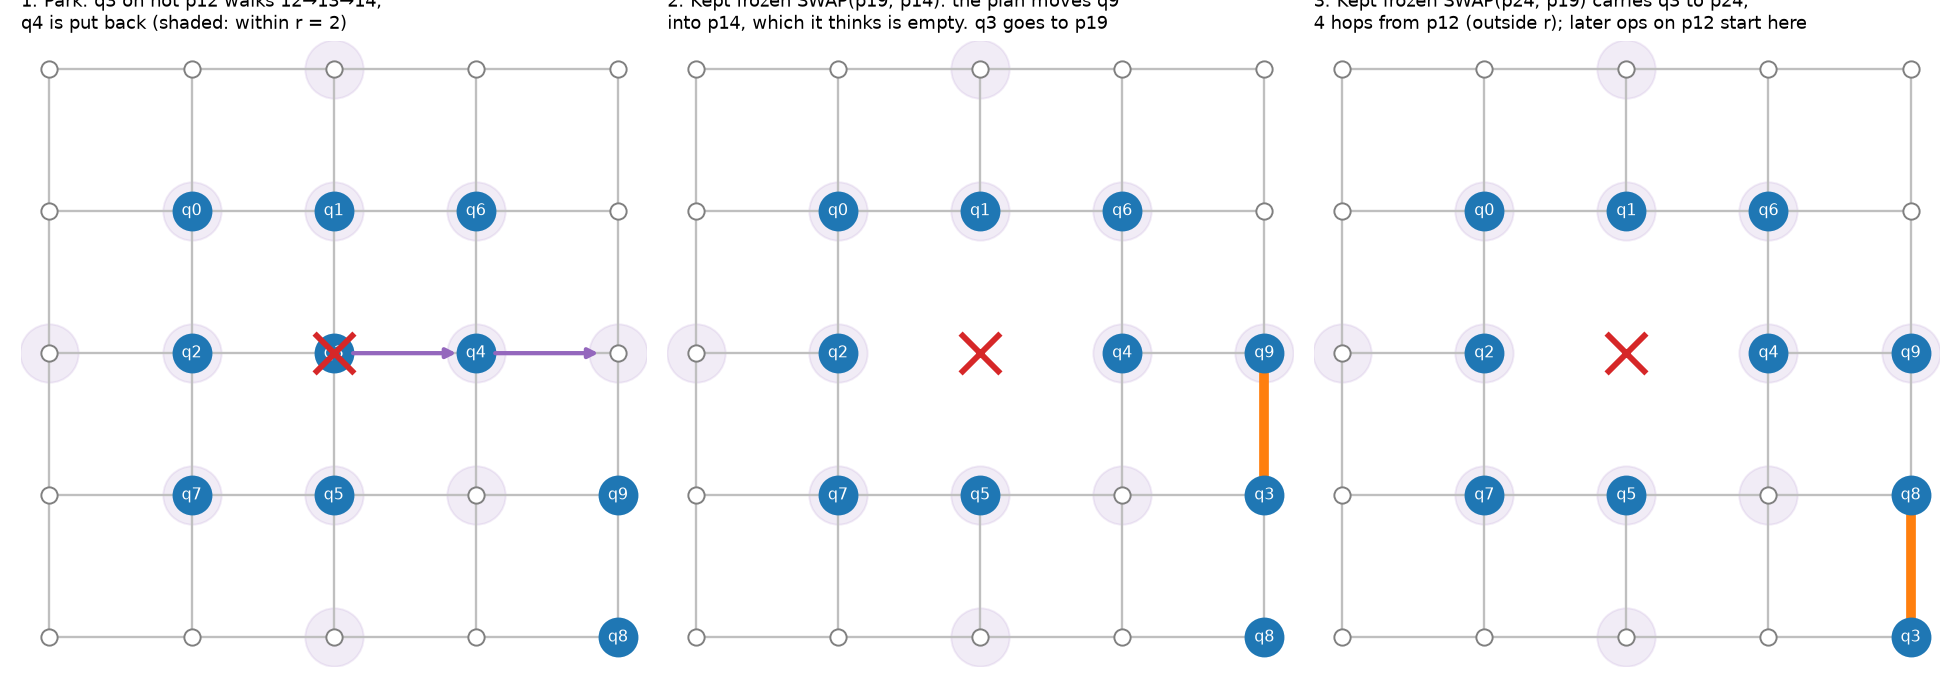 1. Park: q3 on hot p12 walks 12→13→14,
q4 is put back (shaded: within r = 2)
2. Kept frozen SWAP(p19, p14): the plan moves q9
into p14, which it thinks is empty. q3 goes to p19
3. Kept frozen SWAP(p24, p19) carries q3 to p24,
4 hops from p12 (outside r); later ops on p12 start here
q0 q1 q6
q0 q1 q6
q0 q1 q6
q2 q4
q2 q4 q9
q2 q4 q9
q7 q5 q9
q7 q5 q3
q7 q5 q8
q8
q8
q3